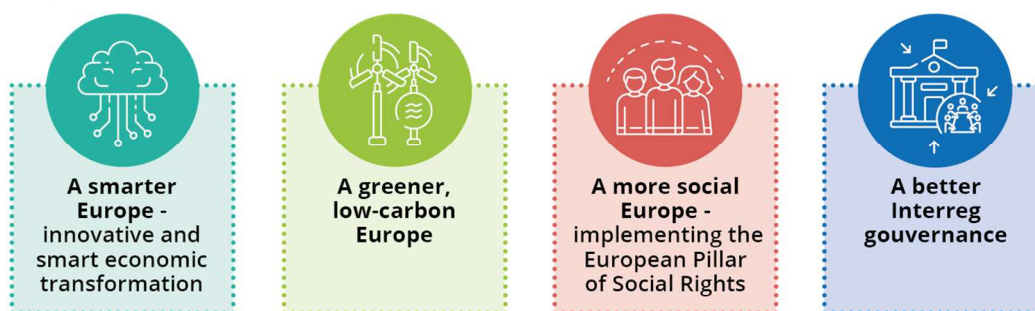 A smarter
Europe -
innovative and
smart economic
transformation
A greener,
low-carbon
Europe
A more social
Europe -
implementing the
European Pillar
of Social Rights
A better
Interreg
gouvernance